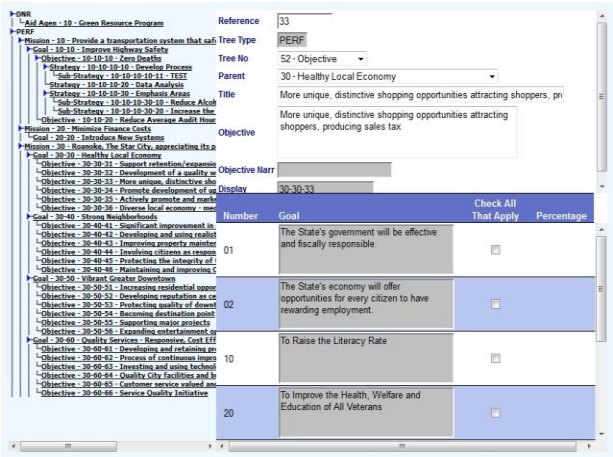 DNR
Aid Agen - 10 - Green Resource Program
PERF
Mission - 10 - Provide a transportation system that safe
Goal - 10-10 - Improve Highway Safety
Objective - 10-10-10 - Zero Deaths
Strategy - 10-10-10-10 - Develop Process
Sub-Strategy - 10-10-10-10-11 - TEST
Strategy - 10-10-10-20 - Data Analysis
Strategy - 10-10-10-30 - Emphasis Areas
Sub-Strategy - 10-10-10-30-10 - Reduce Alcoh
Sub-Strategy - 10-10-10-30-20 - Increase the
Objective - 10-10-20 - Reduce Average Audit Hour
Mission - 20 - Minimize Finance Costs
Goal - 20-20 - Introduce New Systems
Mission - 30 - Roanoke, The Star City, appreciating its p
Goal - 30-30 - Healthy Local Economy
Objective - 30-30-31 - Support retention/expansio
Objective - 30-30-32 - Development of a quality w
Objective - 30-30-33 - More unique, distinctive sho
Objective - 30-30-34 - Promote development of up
Objective - 30-30-35 - Actively promote and marke
Objective - 30-30-36 - Diverse local economy - med
Goal - 30-40 - Strong Neighborhoods
Objective - 30-40-41 - Significant improvement in
Objective - 30-40-42 - Developing and using realist
Objective - 30-40-43 - Improving property mainten
Objective - 30-40-44 - Involving citizens as respon
Objective - 30-40-45 - Protecting the integrity of
Objective - 30-40-46 - Maintaining and improving C
Goal - 30-50 - Vibrant Greater Downtown
Objective - 30-50-51 - Increasing residential oppor
Objective - 30-50-52 - Developing reputation as ce
Objective - 30-50-53 - Protecting quality of downt
Objective - 30-50-54 - Becoming destination point
Objective - 30-50-55 - Supporting major projects
Objective - 30-50-56 - Expanding entertainment op
Goal - 30-60 - Quality Services - Responsive, Cost Eff
Objective - 30-60-61 - Developing and retaining pr
Objective - 30-60-62 - Process of continuous impro
Objective - 30-60-63 - Investing and using technol
Objective - 30-60-64 - Quality City facilities and b
Objective - 30-60-65 - Customer service valued and
Objective - 30-60-66 - Service Quality Initiative
Reference 33
Tree Type PERF
Tree No 52 - Objective
Parent 30 - Healthy Local Economy
Title More unique, distinctive shopping opportunities attracting shoppers, pro
Objective More unique, distinctive shopping opportunities attracting
shoppers, producing sales tax
Objective Narr
Display 30-30-33
Number Goal Check All That Apply Percentage
01 The State's government will be effective
and fiscally responsible.
02 The State's economy will offer
opportunities for every citizen to have
rewarding employment.
10 To Raise the Literacy Rate
20 To Improve the Health, Welfare and
Education of All Veterans